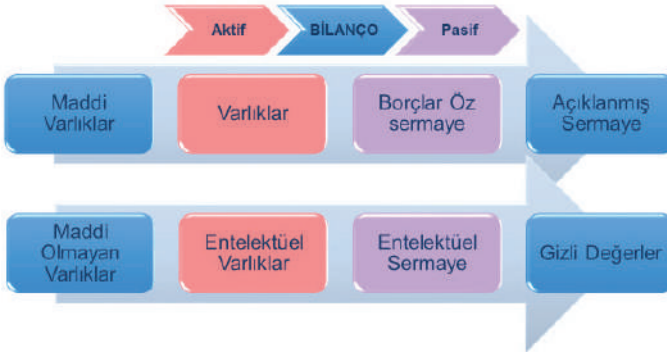 Aktif
BİLANÇO
Pasif
Maddi
Varlıklar
Varlıklar
Borçlar Öz
sermaye
Açıklanmış
Sermaye
Maddi
Olmayan
Varlıklar
Entelektüel
Varlıklar
Entelektüel
Sermaye
Gizli Değerler